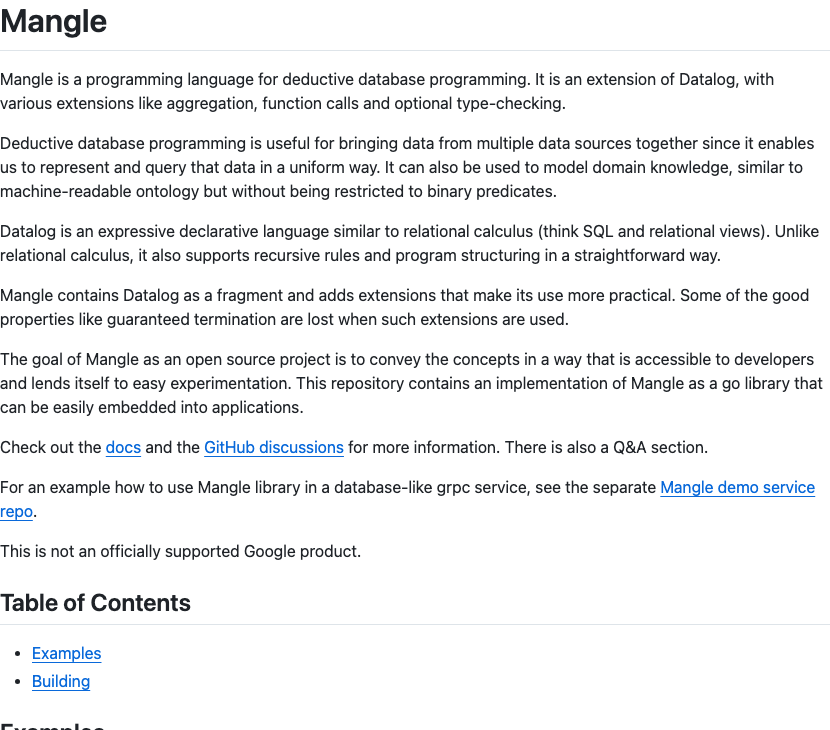 Mangle
Mangle is a programming language for deductive database programming. It is an extension of Datalog, with
various extensions like aggregation, function calls and optional type-checking.
Deductive database programming is useful for bringing data from multiple data sources together since it enables
us to represent and query that data in a uniform way. It can also be used to model domain knowledge, similar to
machine-readable ontology but without being restricted to binary predicates.
Datalog is an expressive declarative language similar to relational calculus (think SQL and relational views). Unlike
relational calculus, it also supports recursive rules and program structuring in a straightforward way.
Mangle contains Datalog as a fragment and adds extensions that make its use more practical. Some of the good
properties like guaranteed termination are lost when such extensions are used.
The goal of Mangle as an open source project is to convey the concepts in a way that is accessible to developers
and lends itself to easy experimentation. This repository contains an implementation of Mangle as a go library that
can be easily embedded into applications.
Check out the docs and the GitHub discussions for more information. There is also a Q&A section.
For an example how to use Mangle library in a database-like grpc service, see the separate Mangle demo service
repo.
This is not an officially supported Google product.
Table of Contents
• Examples
• Building
Examples